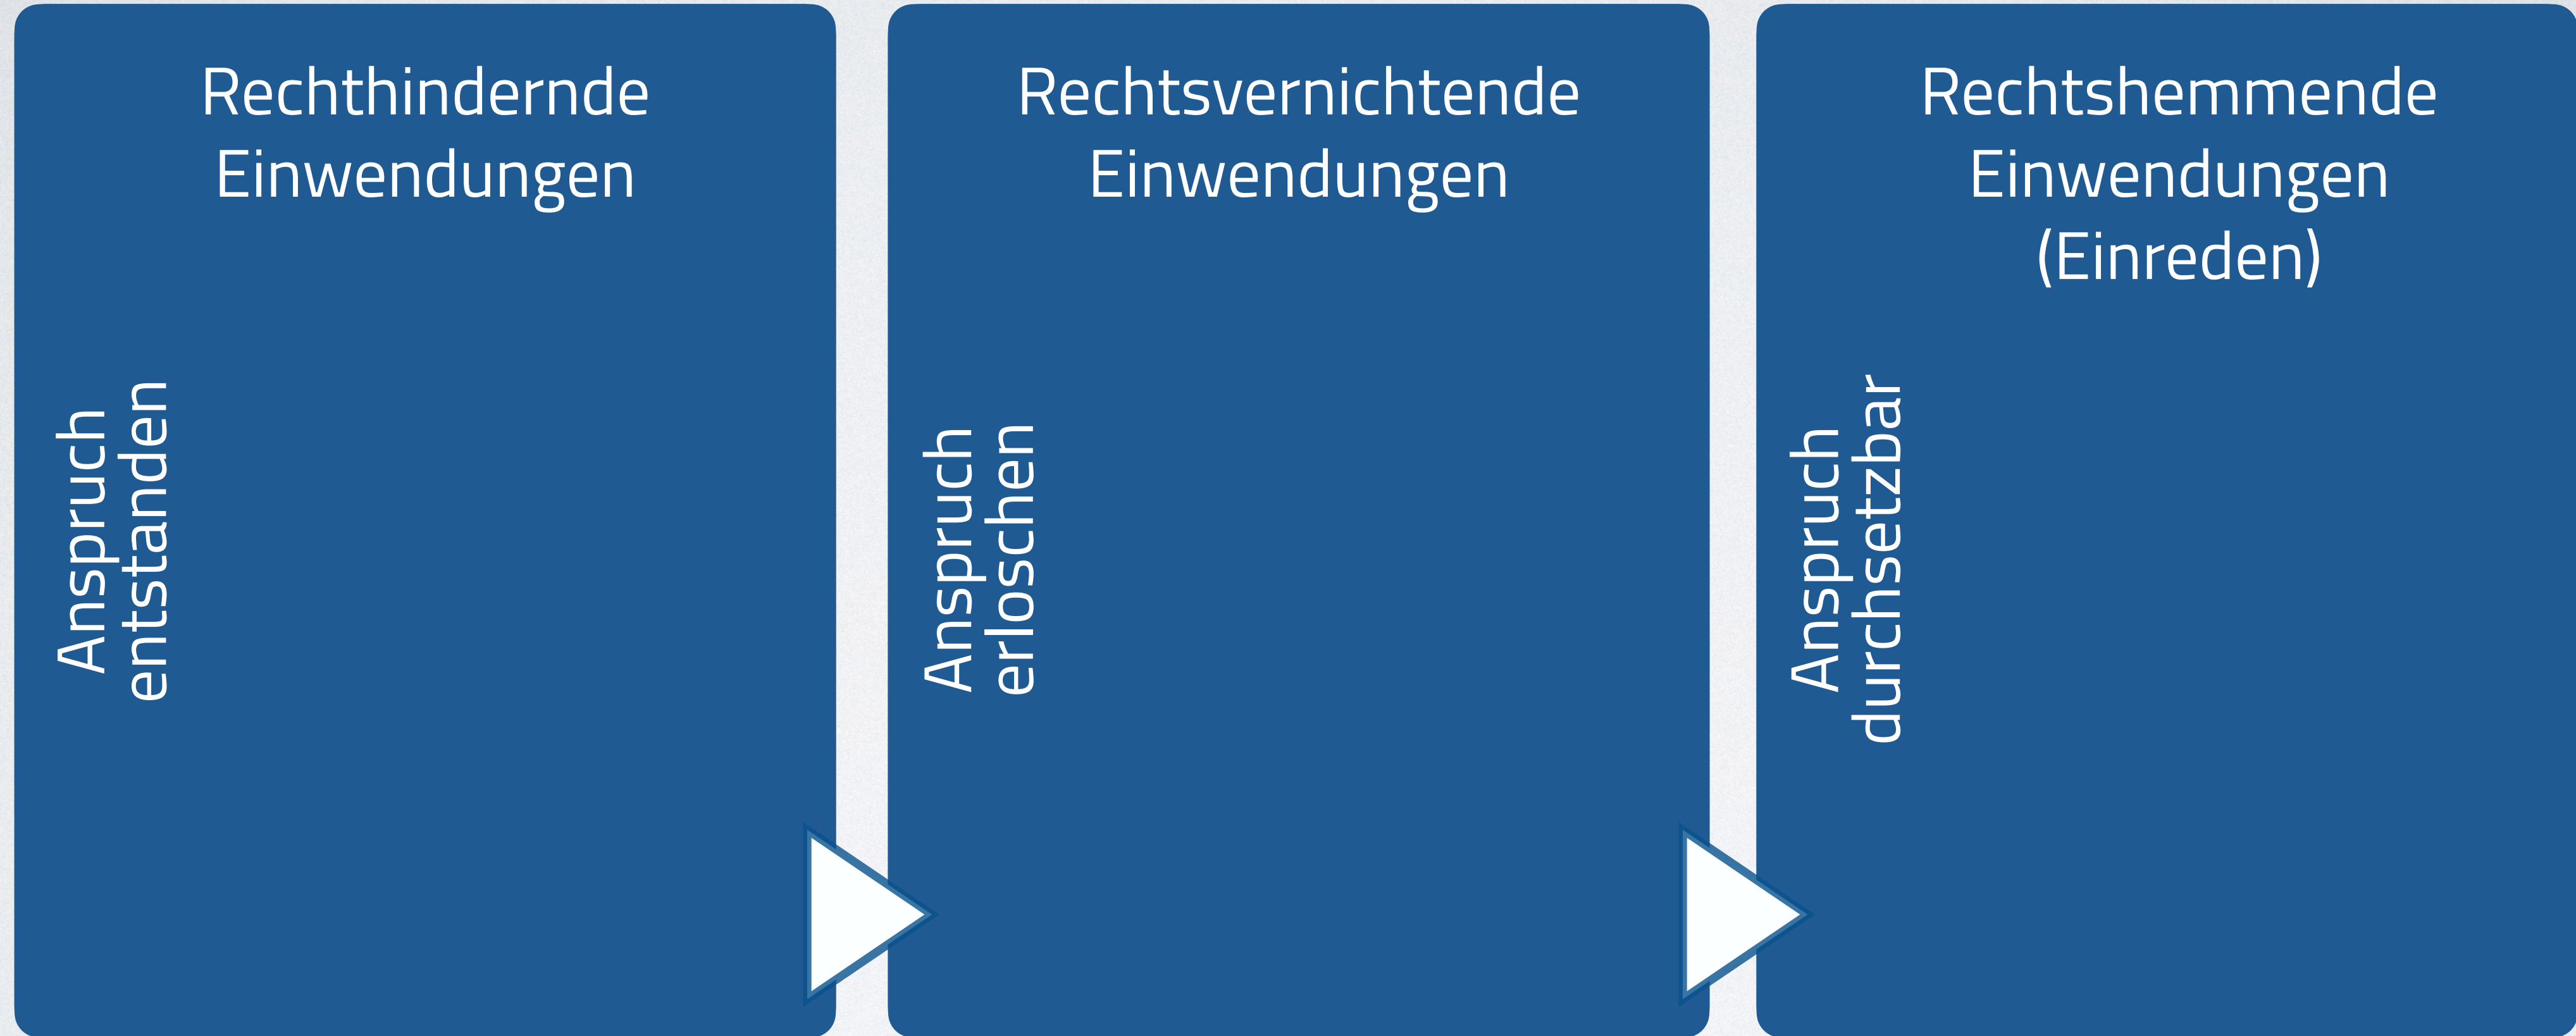 Rechthindernde
Einwendungen
Anspruch
entstanden
Rechtsvernichtende
Einwendungen
Anspruch
erloschen
Rechtshemmende
Einwendungen
(Einreden)
Anspruch
durchsetzbar